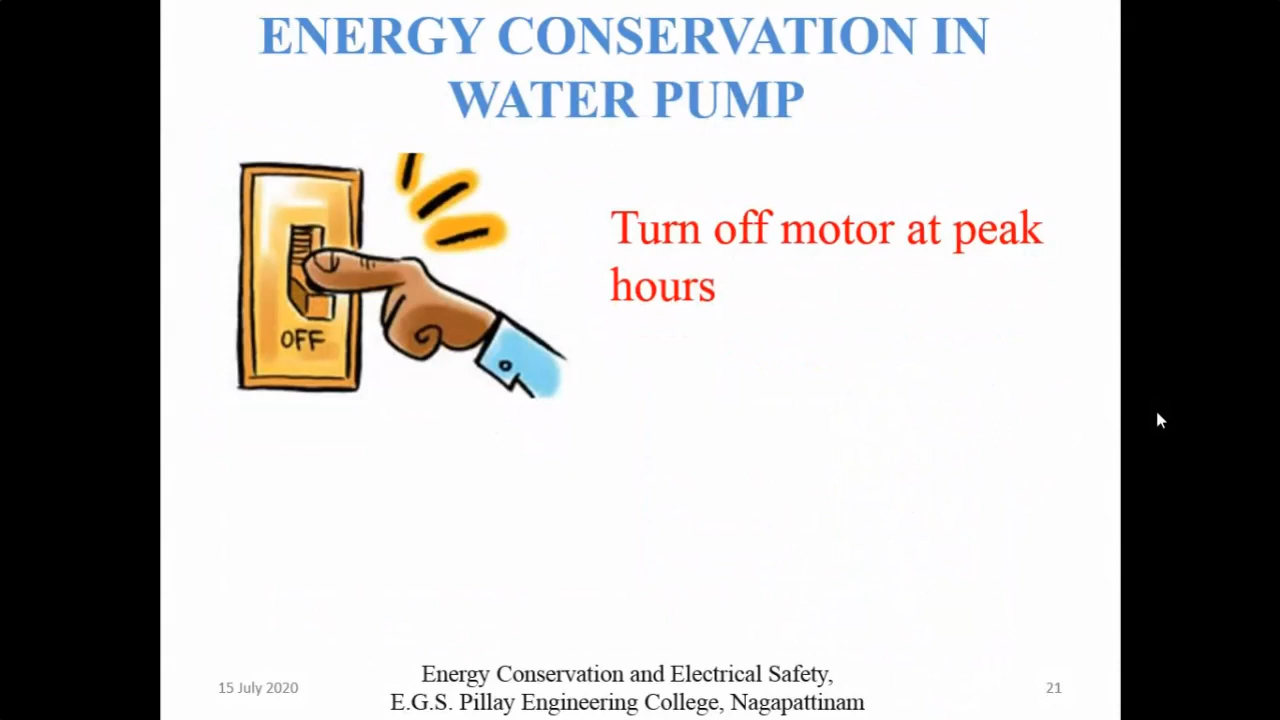 ENERGY CONSERVATION IN
WATER PUMP
Turn off motor at peak
hours
OFF
Energy Conservation and Electrical Safety,
15 July 2020
E.G.S. Pillay Engineering College, Nagapattinam
21